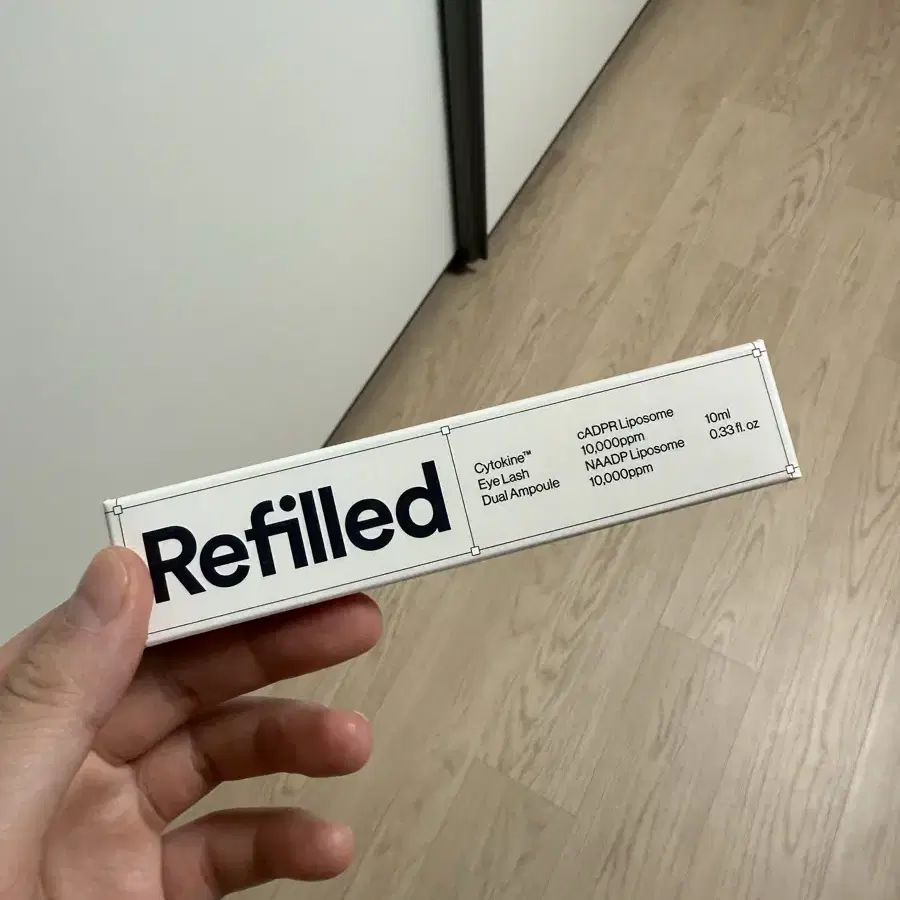 Refilled
Cytokine™
Eye Lash
Dual Ampoule
cADPR Liposome
10,000ppm
NAADP Liposome
10,000ppm
10ml
0.33 fl. oz